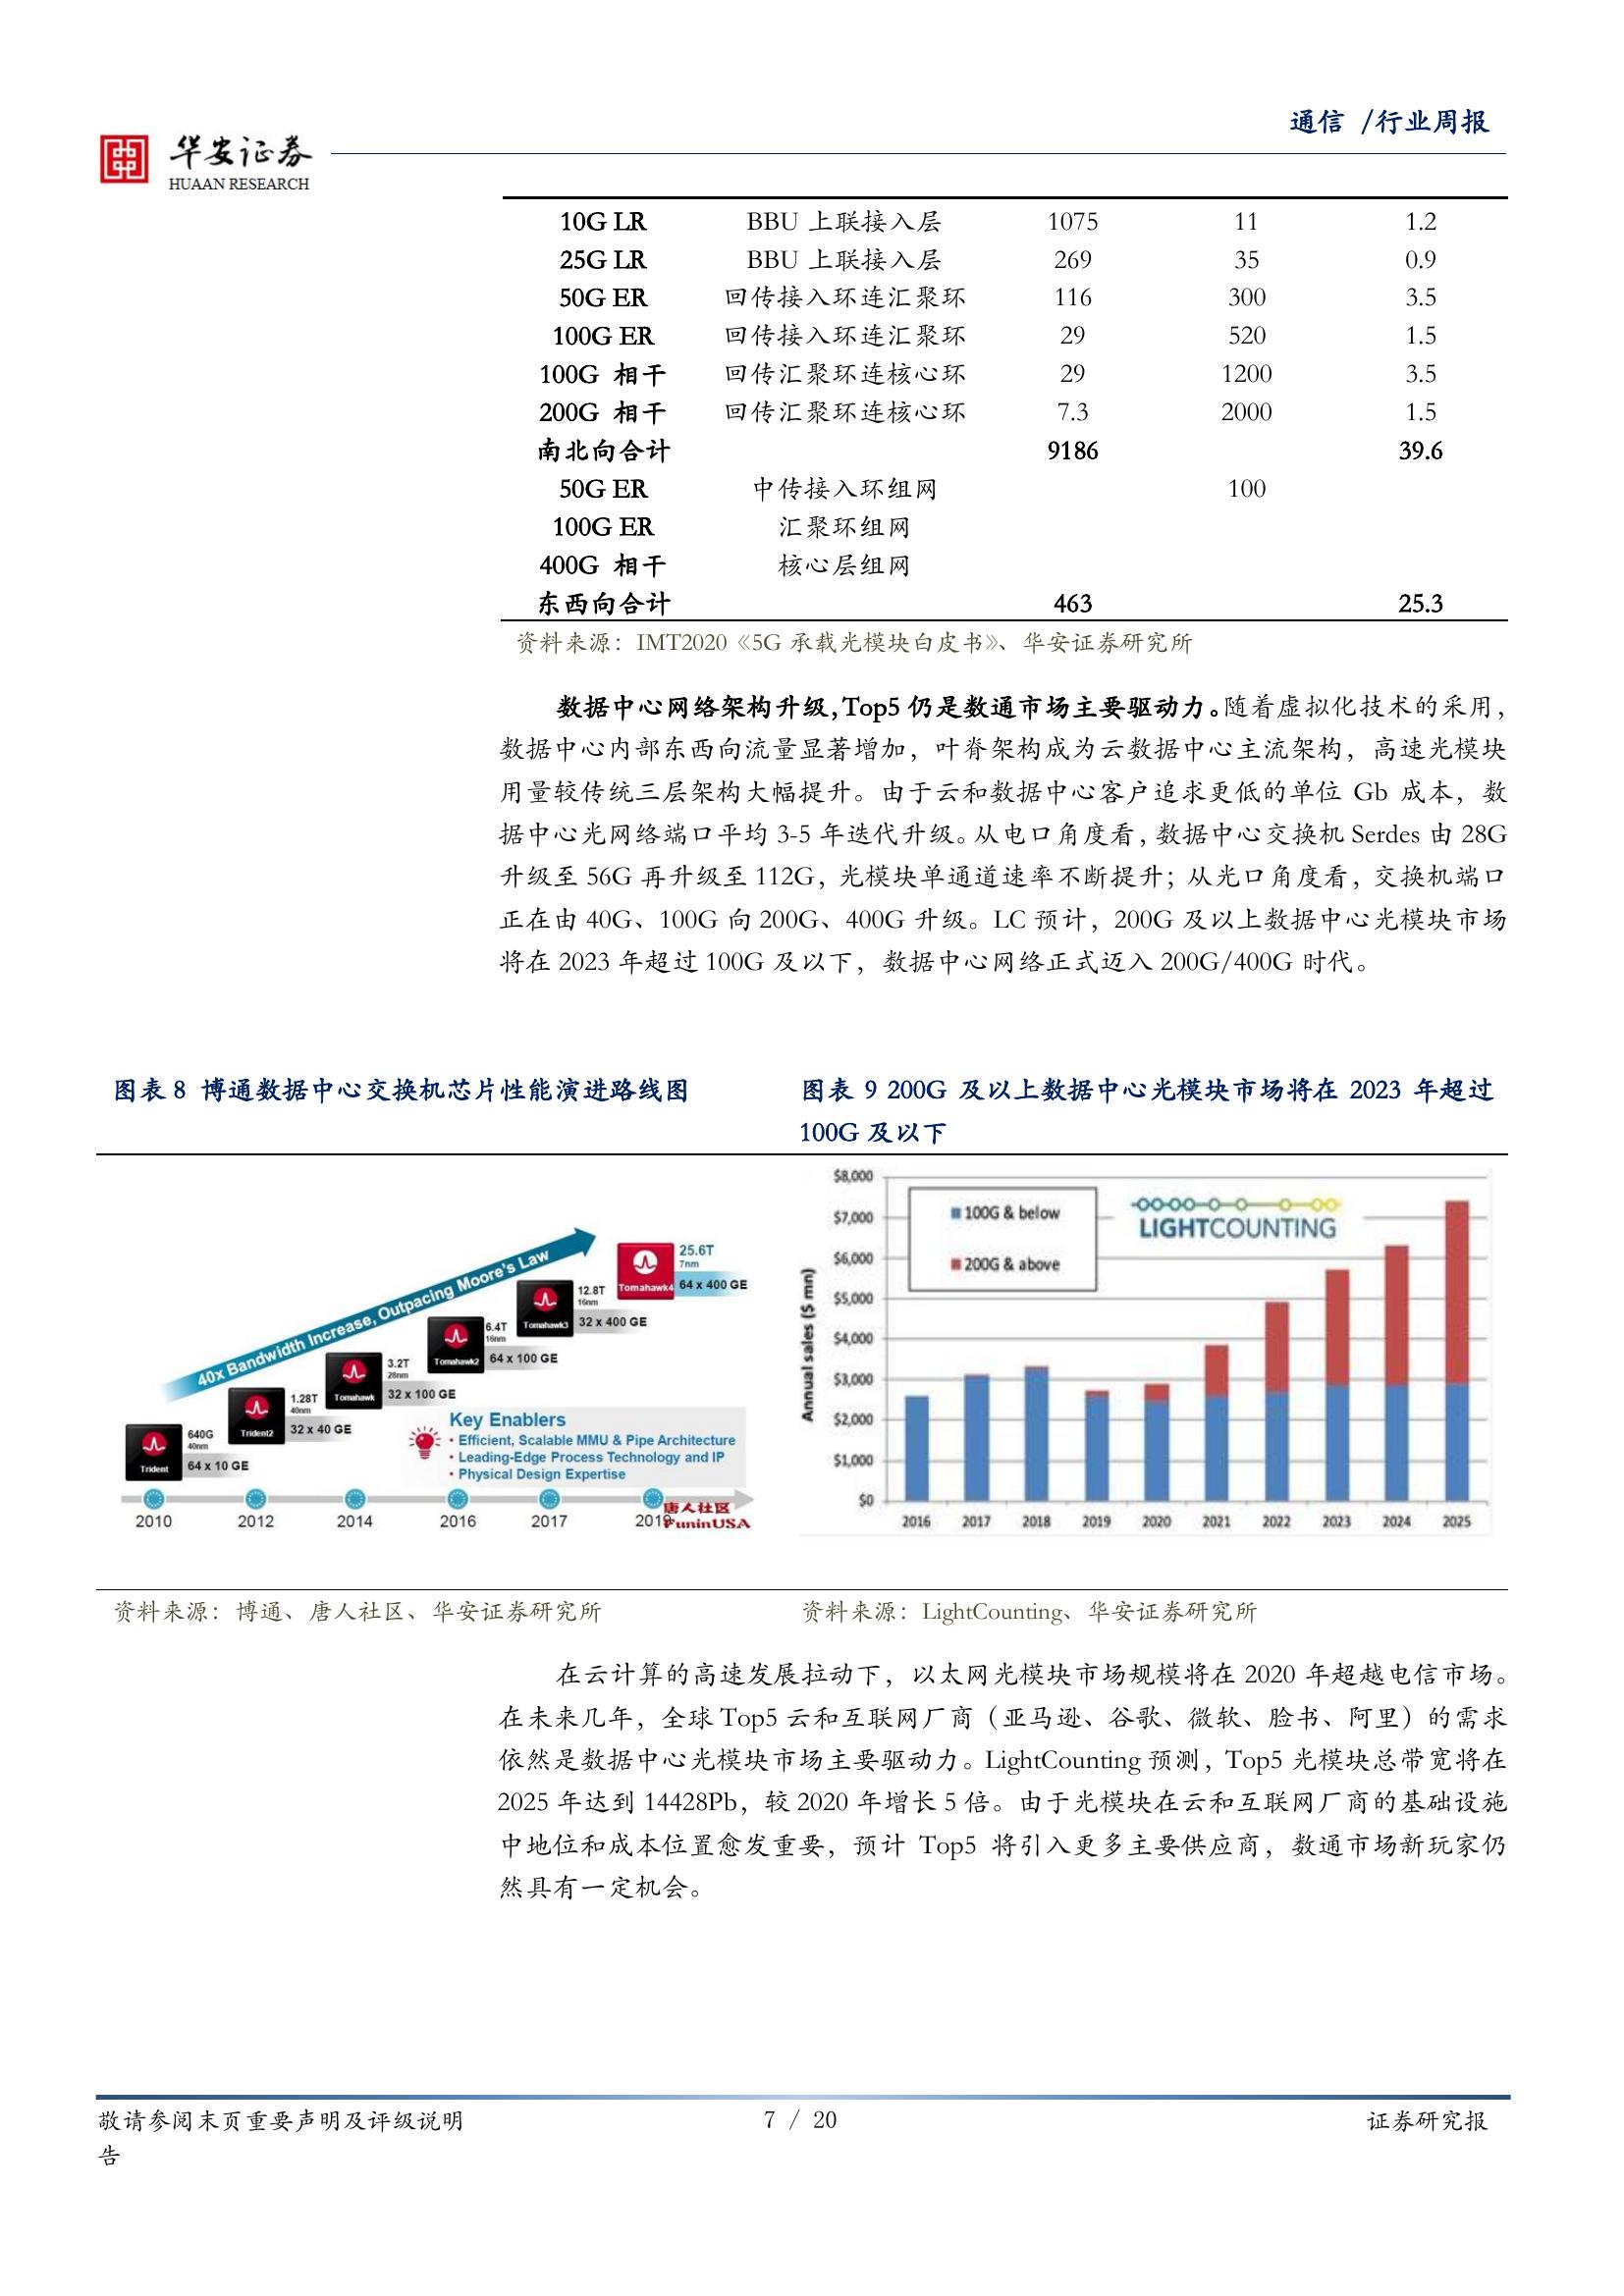 通信 /行业周报
华安证券
HUAAN RESEARCH
10G LR BBU 上联接入层 1075 11 1.2
25G LR BBU 上联接入层 269 35 0.9
50G ER 回传接入环连汇聚环 116 300 3.5
100G ER 回传接入环连汇聚环 29 520 1.5
100G 相干 回传汇聚环连核心环 29 1200 3.5
200G 相干 回传汇聚环连核心环 7.3 2000 1.5
南北向合计 9186 39.6
50G ER 中传接入环组网 100
100G ER 汇聚环组网
400G 相干 核心层组网
东西向合计 463 25.3
资料来源：IMT2020《5G 承载光模块白皮书》、华安证券研究所
数据中心网络架构升级,Top5 仍是数通市场主要驱动力。随着虚拟化技术的采用，
数据中心内部东西向流量显著增加，叶脊架构成为云数据中心主流架构，高速光模块
用量较传统三层架构大幅提升。由于云和数据中心客户追求更低的单位 Gb 成本，数
据中心光网络端口平均 3-5 年迭代升级。从电口角度看，数据中心交换机 Serdes 由 28G
升级至 56G 再升级至 112G，光模块单通道速率不断提升；从光口角度看，交换机端口
正在由 40G、100G 向 200G、400G 升级。LC 预计，200G 及以上数据中心光模块市场
将在 2023 年超过 100G 及以下，数据中心网络正式迈入 200G/400G 时代。
图表 8 博通数据中心交换机芯片性能演进路线图
40x Bandwidth Increase, Outpacing Moore's Law
Trident 640G 40nm 64 x 10 GE
Trident2 1.28T 40nm 32 x 40 GE
Tomahawk 3.2T 28nm 32 x 100 GE
Tomahawk2 6.4T 16nm 64 x 100 GE
Tomahawk3 12.8T 16nm 32 x 400 GE
Tomahawk4 25.6T 7nm 64 x 400 GE
Key Enablers
• Efficient, Scalable MMU & Pipe Architecture
• Leading-Edge Process Technology and IP
• Physical Design Expertise
2010 2012 2014 2016 2017 2019
唐人社区
FuninUSA
资料来源：博通、唐人社区、华安证券研究所
图表 9 200G 及以上数据中心光模块市场将在 2023 年超过
100G 及以下
Annual sales ($ mn)
$8,000
$7,000
$6,000
$5,000
$4,000
$3,000
$2,000
$1,000
$0
100G & below
200G & above
LIGHTCOUNTING
2016 2017 2018 2019 2020 2021 2022 2023 2024 2025
资料来源：LightCounting、华安证券研究所
在云计算的高速发展拉动下，以太网光模块市场规模将在 2020 年超越电信市场。
在未来几年，全球 Top5 云和互联网厂商（亚马逊、谷歌、微软、脸书、阿里）的需求
依然是数据中心光模块市场主要驱动力。LightCounting 预测，Top5 光模块总带宽将在
2025 年达到 14428Pb，较 2020 年增长 5 倍。由于光模块在云和互联网厂商的基础设施
中地位和成本位置愈发重要，预计 Top5 将引入更多主要供应商，数通市场新玩家仍
然具有一定机会。
敬请参阅末页重要声明及评级说明 7 / 20 证券研究报
告